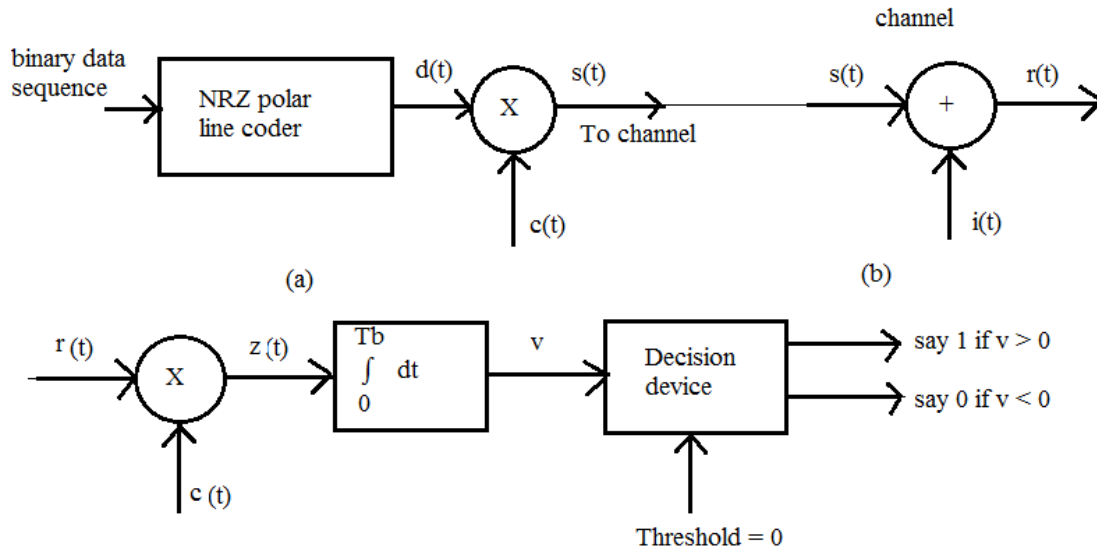 channel
binary data
sequence
NRZ polar
line coder
d(t)
X
s(t)
To channel
c(t)
s(t)
+
r(t)
i(t)
(a)
(b)
r(t)
X
z(t)
c(t)
Tb
∫ dt
0
v
Decision
device
say 1 if v > 0
say 0 if v < 0
Threshold = 0